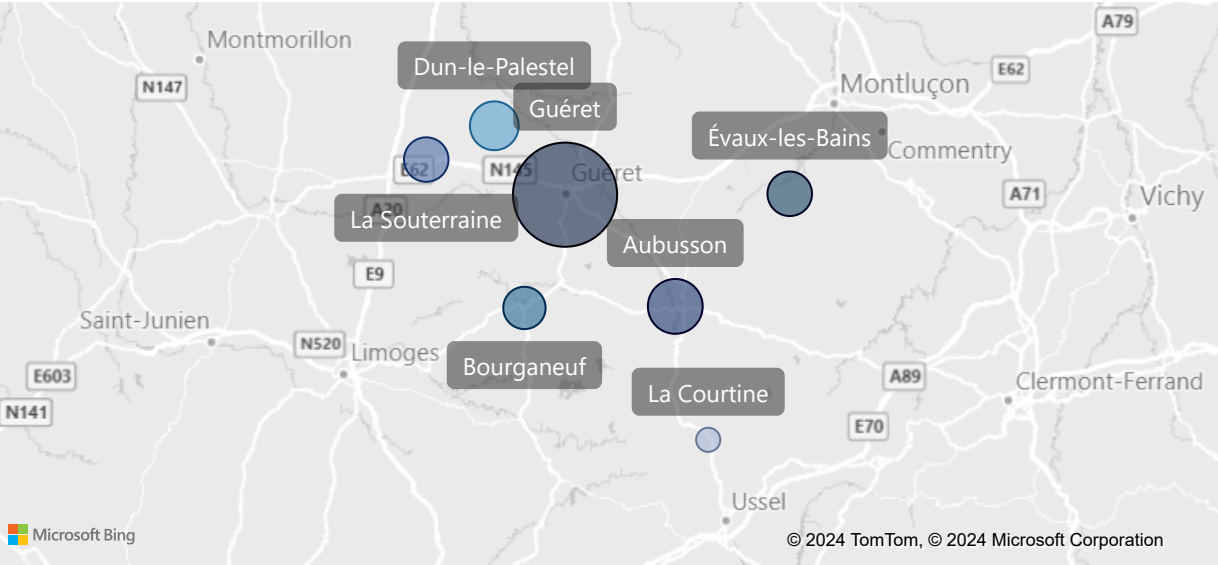 A79
Montmorillon
Dun-le-Palestel
E62
N147
Montluçon
Guéret
Évaux-les-Bains
Commentry
E62
N145
Guéret
A71
Vichy
A20
La Souterraine
Aubusson
E9
Saint-Junien
N520
Limoges
Bourganeuf
E603
A89
Clermont-Ferrand
La Courtine
N141
E70
Ussel
Microsoft Bing
© 2024 TomTom, © 2024 Microsoft Corporation